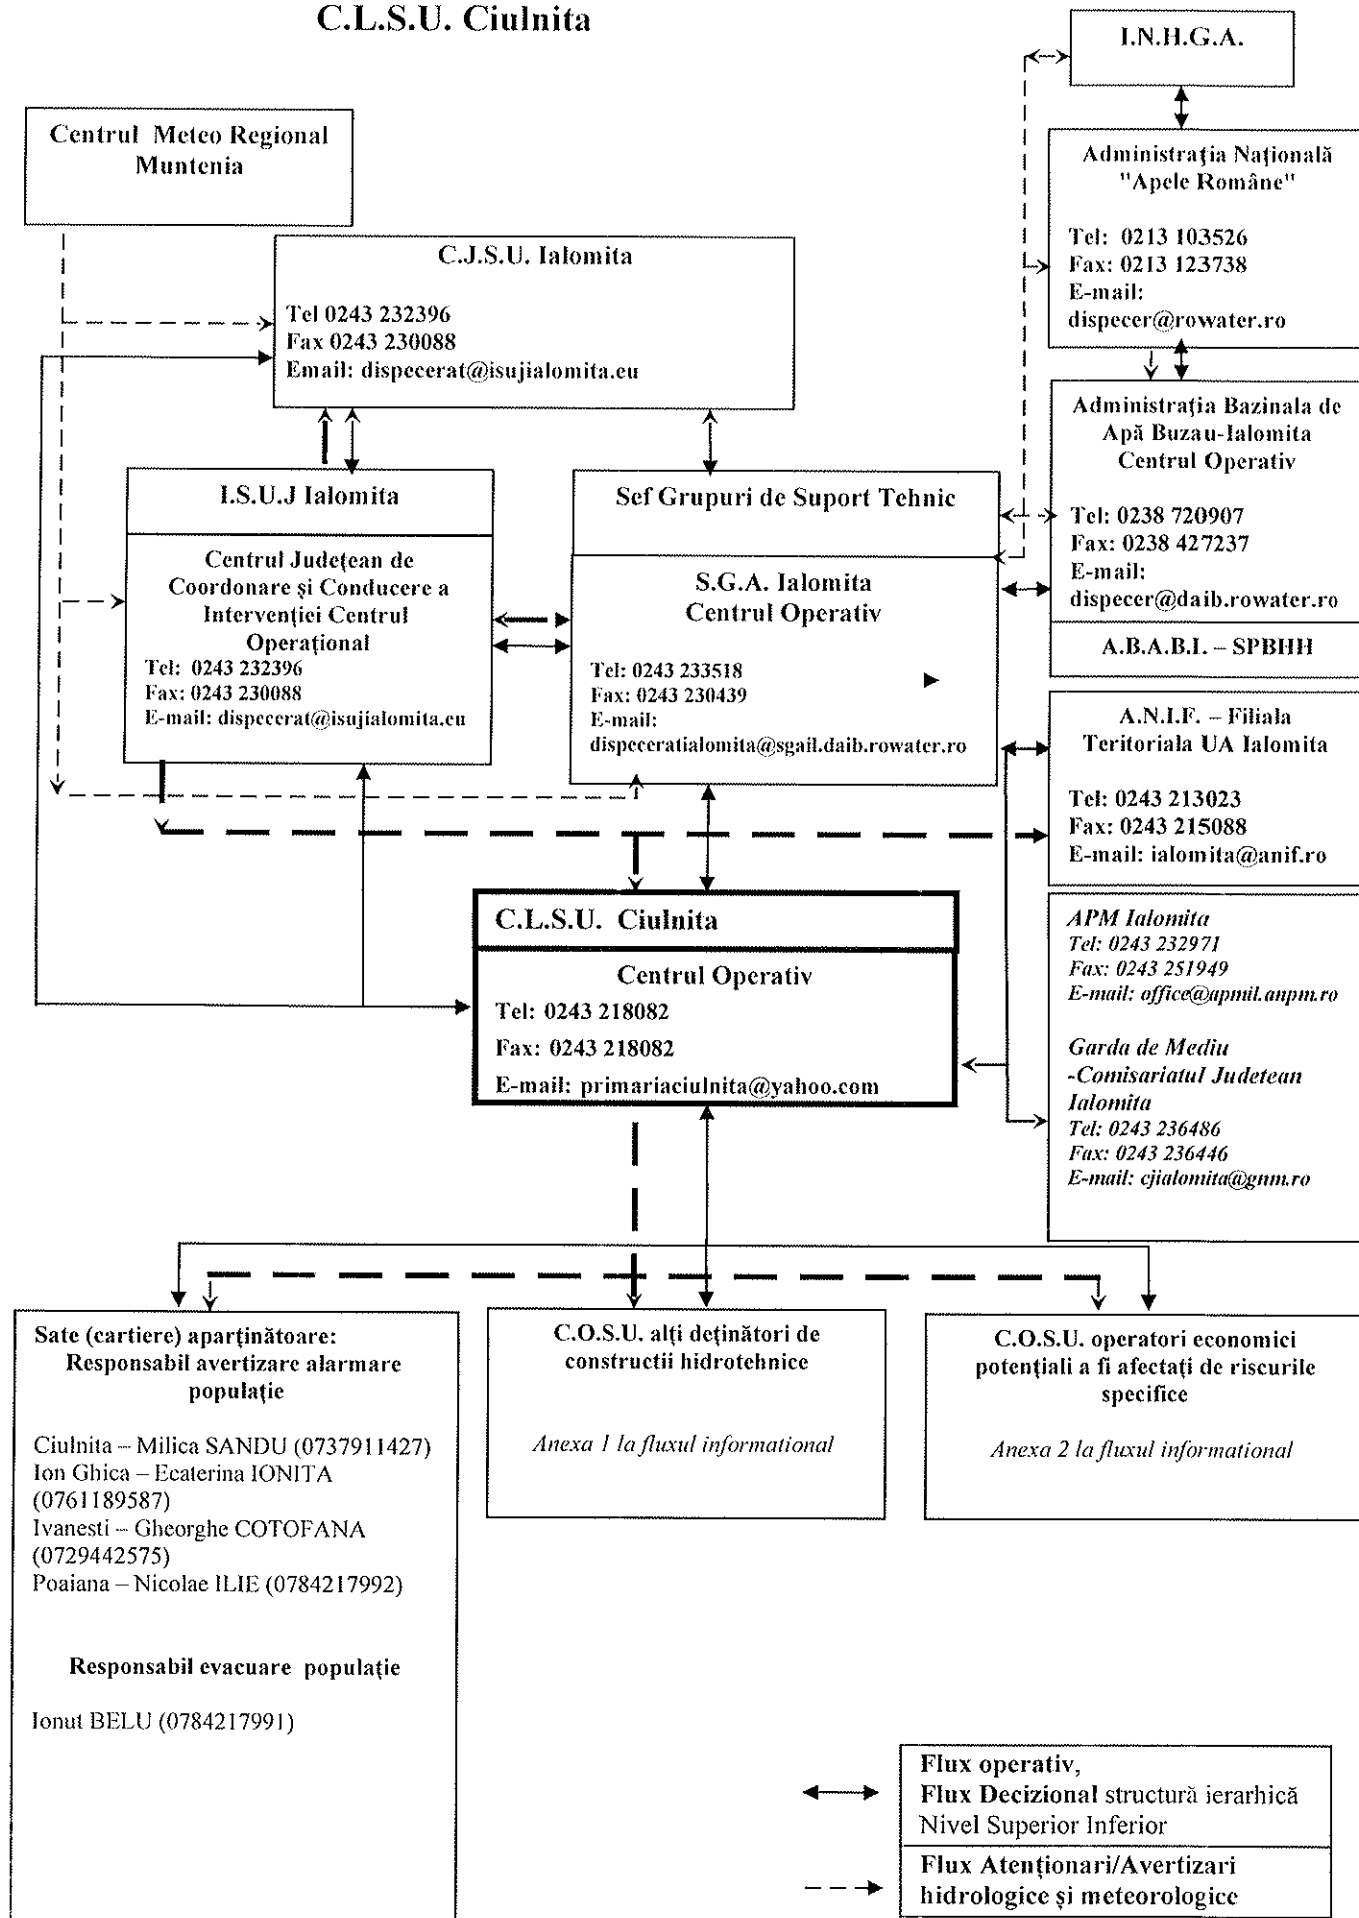 C.L.S.U. Ciulnita
I.N.H.G.A.
Centrul Meteo Regional
Muntenia
Administraţia Naţională
"Apele Române"
Tel: 0213 103526
Fax: 0213 123738
E-mail:
dispecer@rowater.ro
C.J.S.U. Ialomita
Tel 0243 232396
Fax 0243 230088
Email: dispecerat@isujialomita.eu
Administraţia Bazinala de
Apă Buzau-Ialomita
Centrul Operativ
Tel: 0238 720907
Fax: 0238 427237
E-mail:
dispecer@daib.rowater.ro
A.B.A.B.I. – SPBHH
I.S.U.J Ialomita
Centrul Judeţean de
Coordonare şi Conducere a
Intervenţiei Centrul
Operaţional
Tel: 0243 232396
Fax: 0243 230088
E-mail: dispecerat@isujialomita.eu
Sef Grupuri de Suport Tehnic
S.G.A. Ialomita
Centrul Operativ
Tel: 0243 233518
Fax: 0243 230439
E-mail:
dispeceratialomita@sgail.daib.rowater.ro
A.N.I.F. – Filiala
Teritoriala UA Ialomita
Tel: 0243 213023
Fax: 0243 215088
E-mail: ialomita@anif.ro
C.L.S.U. Ciulnita
Centrul Operativ
Tel: 0243 218082
Fax: 0243 218082
E-mail: primariaciulnita@yahoo.com
APM Ialomita
Tel: 0243 232971
Fax: 0243 251949
E-mail: office@apmil.anpm.ro
Garda de Mediu
-Comisariatul Judetean
Ialomita
Tel: 0243 236486
Fax: 0243 236446
E-mail: cjialomita@gnm.ro
Sate (cartiere) aparţinătoare:
Responsabil avertizare alarmare
populaţie
Ciulnita – Milica SANDU (0737911427)
Ion Ghica – Ecaterina IONITA
(0761189587)
Ivanesti – Gheorghe COTOFANA
(0729442575)
Poaiana – Nicolae ILIE (0784217992)
Responsabil evacuare populaţie
Ionut BELU (0784217991)
C.O.S.U. alţi deţinători de
constructii hidrotehnice
Anexa 1 la fluxul informational
C.O.S.U. operatori economici
potenţiali a fi afectaţi de riscurile
specifice
Anexa 2 la fluxul informational
Flux operativ,
Flux Decizional structură ierarhică
Nivel Superior Inferior
Flux Atenţionari/Avertizari
hidrologice şi meteorologice